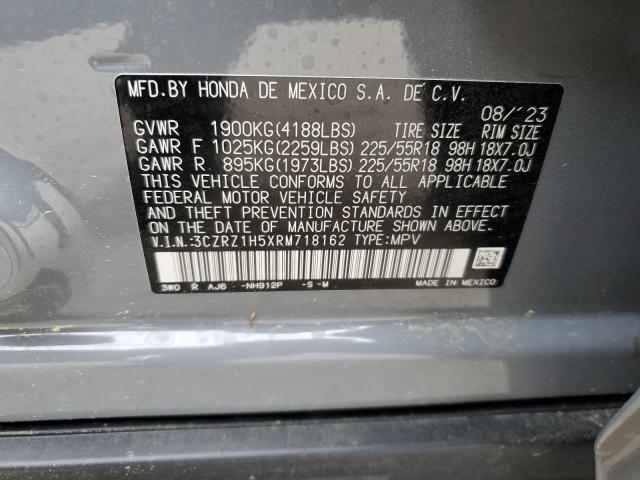 MFD.BY HONDA DE MEXICO S.A. DE C.V.
08/'23
GVWR 1900KG(4188LBS) TIRE SIZE RIM SIZE
GAWR F 1025KG(2259LBS) 225/55R18 98H 18X7.0J
GAWR R 895KG(1973LBS) 225/55R18 98H 18X7.0J
THIS VEHICLE CONFORMS TO ALL APPLICABLE
FEDERAL MOTOR VEHICLE SAFETY
AND THEFT PREVENTION STANDARDS IN EFFECT
ON THE DATE OF MANUFACTURE SHOWN ABOVE.
V.I.N:3CZRZ1H5XRM718162 TYPE:MPV
3W0 R AJ6 -NH912P -S-M MADE IN MEXICO